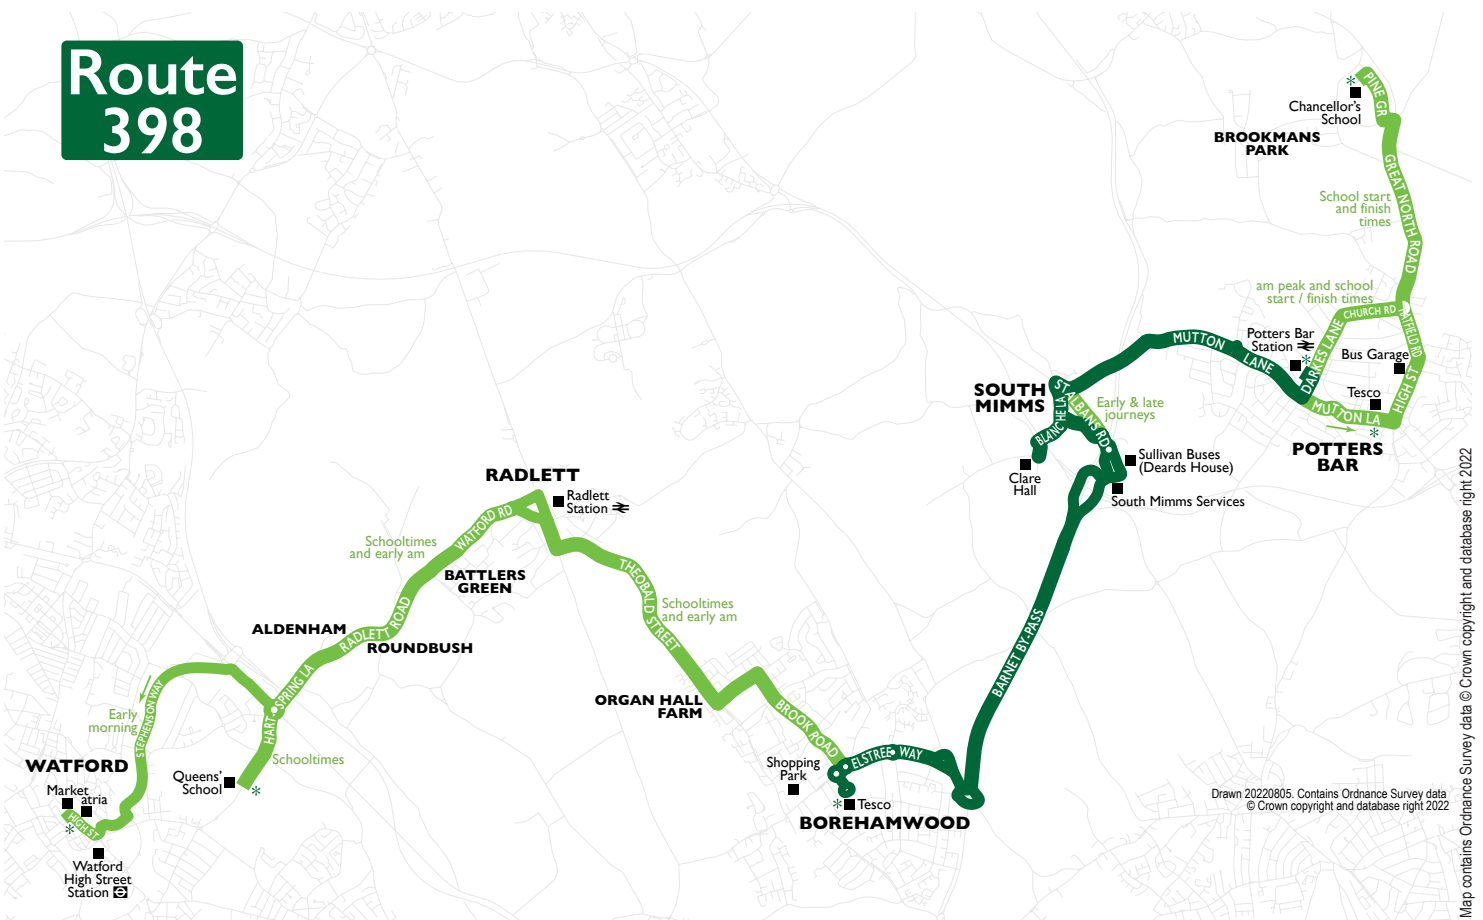 Route
398
PINE GR
Chancellor's
School
BROOKMANS
PARK
GREAT NORTH ROAD
School start
and finish
times
am peak and school
start / finish times
CHURCH RD
HATFIELD RD
Potters Bar
Station
DARKES LANE
Bus Garage
MUTTON LANE
Tesco
HIGH ST
MUTTON LA
POTTERS
BAR
SOUTH
MIMMS
ST ALBANS RD
Early & late
journeys
BLANCHE LA
Clare
Hall
Sullivan Buses
(Deards House)
South Mimms Services
RADLETT
Radlett
Station
WATFORD RD
Schooltimes
and early am
BATTLERS
GREEN
THEOBALD STREET
Schooltimes
and early am
RADLETT ROAD
ALDENHAM
ROUNDBUSH
BARNET BY-PASS
SPRING LA
HART
ORGAN HALL
FARM
BROOK ROAD
STEPHENSON WAY
Early
morning
Schooltimes
WATFORD
Queens'
School
Market
atria
HIGH ST
Watford
High Street
Station
Shopping
Park
ELSTREE WAY
Tesco
BOREHAMWOOD
Drawn 20220805. Contains Ordnance Survey data
© Crown copyright and database right 2022
Map contains Ordnance Survey data © Crown copyright and database right 2022